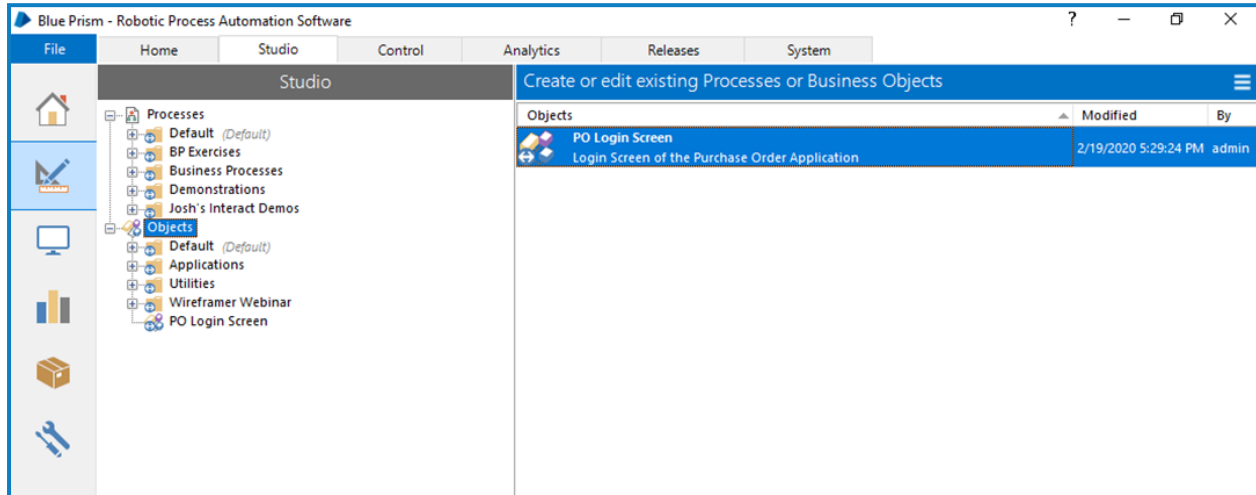 Blue Prism - Robotic Process Automation Software
?
File Home Studio Control Analytics Releases System
Studio
Create or edit existing Processes or Business Objects
Processes
Default (Default)
BP Exercises
Business Processes
Demonstrations
Josh's Interact Demos
Objects
Default (Default)
Applications
Utilities
Wireframer Webinar
PO Login Screen
Objects Modified By
PO Login Screen
Login Screen of the Purchase Order Application
2/19/2020 5:29:24 PM admin